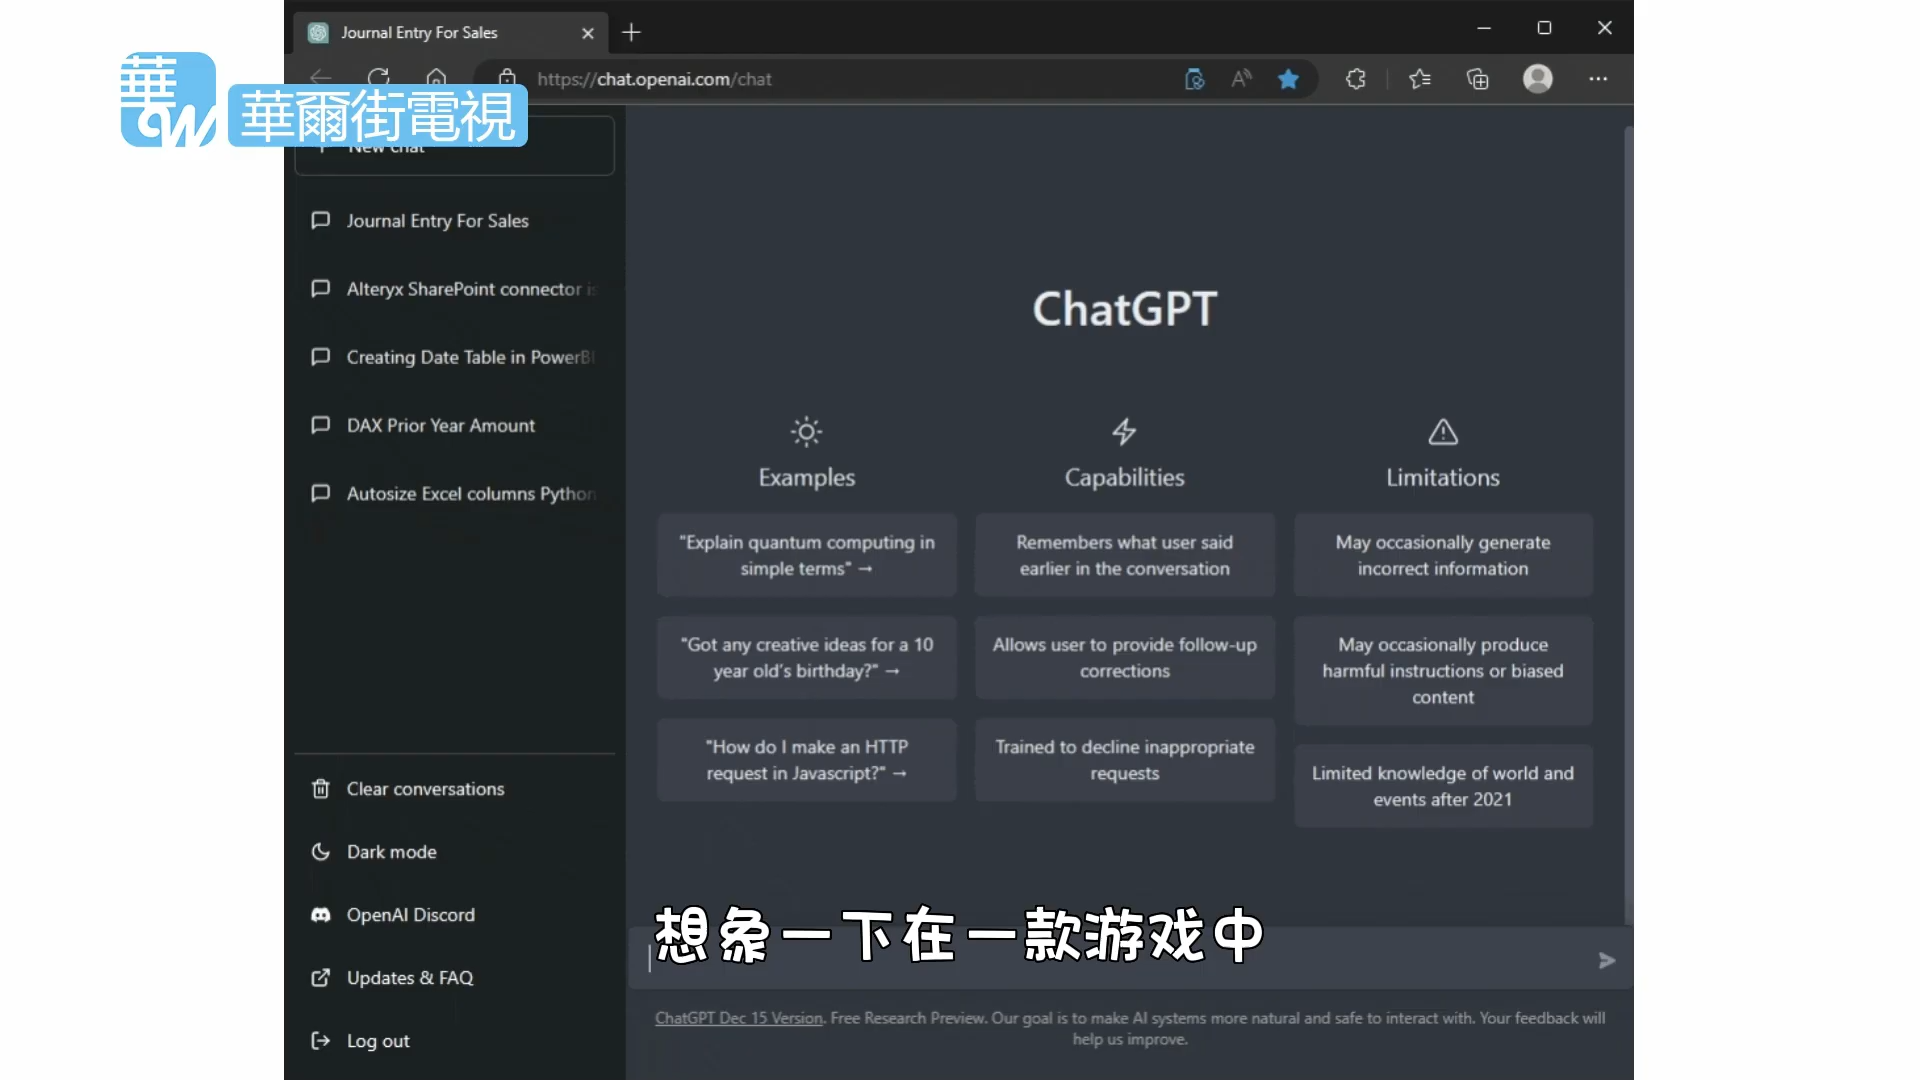 Journal Entry For Sales
https://chat.openai.com/chat
華
華爾街電視
New chat
Journal Entry For Sales
Alteryx SharePoint connector is
Creating Date Table in PowerBI
DAX Prior Year Amount
Autosize Excel columns Python
Clear conversations
Dark mode
OpenAI Discord
Updates & FAQ
Log out
ChatGPT
Examples
"Explain quantum computing in
simple terms" →
"Got any creative ideas for a 10
year old's birthday?" →
"How do I make an HTTP
request in Javascript?" →
Capabilities
Remembers what user said
earlier in the conversation
Allows user to provide follow-up
corrections
Trained to decline inappropriate
requests
Limitations
May occasionally generate
incorrect information
May occasionally produce
harmful instructions or biased
content
Limited knowledge of world and
events after 2021
想象一下在一款游戏中
ChatGPT Dec 15 Version. Free Research Preview. Our goal is to make AI systems more natural and safe to interact with. Your feedback will
help us improve.